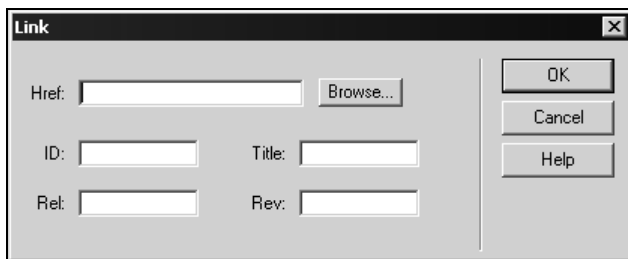 Link
Href: Browse... OK
Cancel
ID: Title: Help
Rel: Rev: